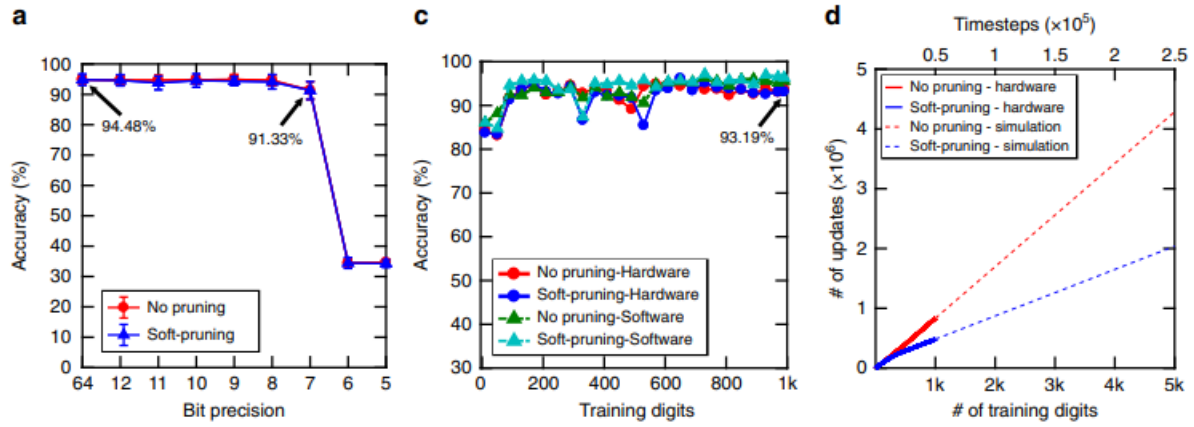 a
100
90
80
70
60
50
40
30
20
10
0
Accuracy (%)
94.48%
91.33%
No pruning
Soft-pruning
64 12 11 10 9 8 7 6 5
Bit precision
c
100
90
80
70
60
50
40
30
Accuracy (%)
93.19%
No pruning-Hardware
Soft-pruning-Hardware
No pruning-Software
Soft-pruning-Software
0 200 400 600 800 1k
Training digits
d
Timesteps (×10⁵)
0 0.5 1 1.5 2 2.5
5
4
3
2
1
0
# of updates (×10⁶)
No pruning - hardware
Soft-pruning - hardware
No pruning - simulation
Soft-pruning - simulation
1k 2k 3k 4k 5k
# of training digits